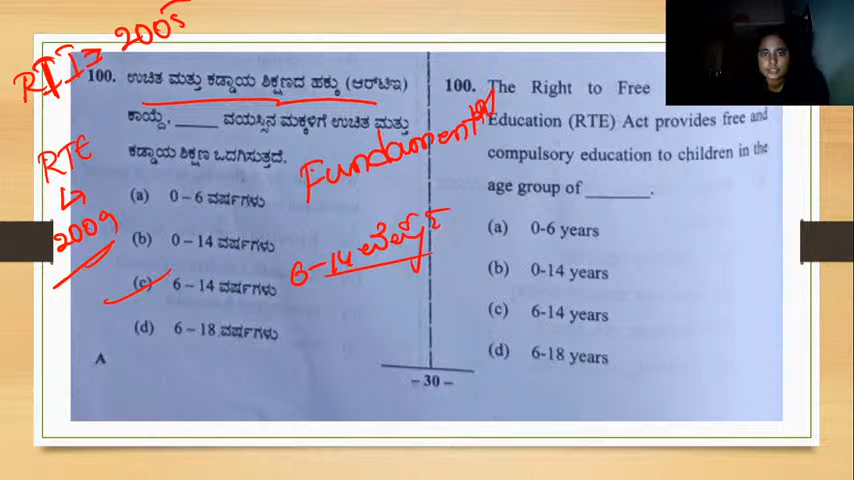 RTI = 2005
100. ಉಚಿತ ಮತ್ತು ಕಡ್ಡಾಯ ಶಿಕ್ಷಣದ ಹಕ್ಕು (ಆರ್‌ಟಿಇ)
ಕಾಯ್ದೆ, _____ ವಯಸ್ಸಿನ ಮಕ್ಕಳಿಗೆ ಉಚಿತ ಮತ್ತು
ಕಡ್ಡಾಯ ಶಿಕ್ಷಣ ಒದಗಿಸುತ್ತದೆ.
(a) 0 – 6 ವರ್ಷಗಳು
(b) 0 – 14 ವರ್ಷಗಳು
(c) 6 – 14 ವರ್ಷಗಳು
(d) 6 – 18 ವರ್ಷಗಳು
A
RTE
2009
Fundamental
6-14
100. The Right to Free
Education (RTE) Act provides free and
compulsory education to children in the
age group of _______.
(a) 0-6 years
(b) 0-14 years
(c) 6-14 years
(d) 6-18 years
– 30 –